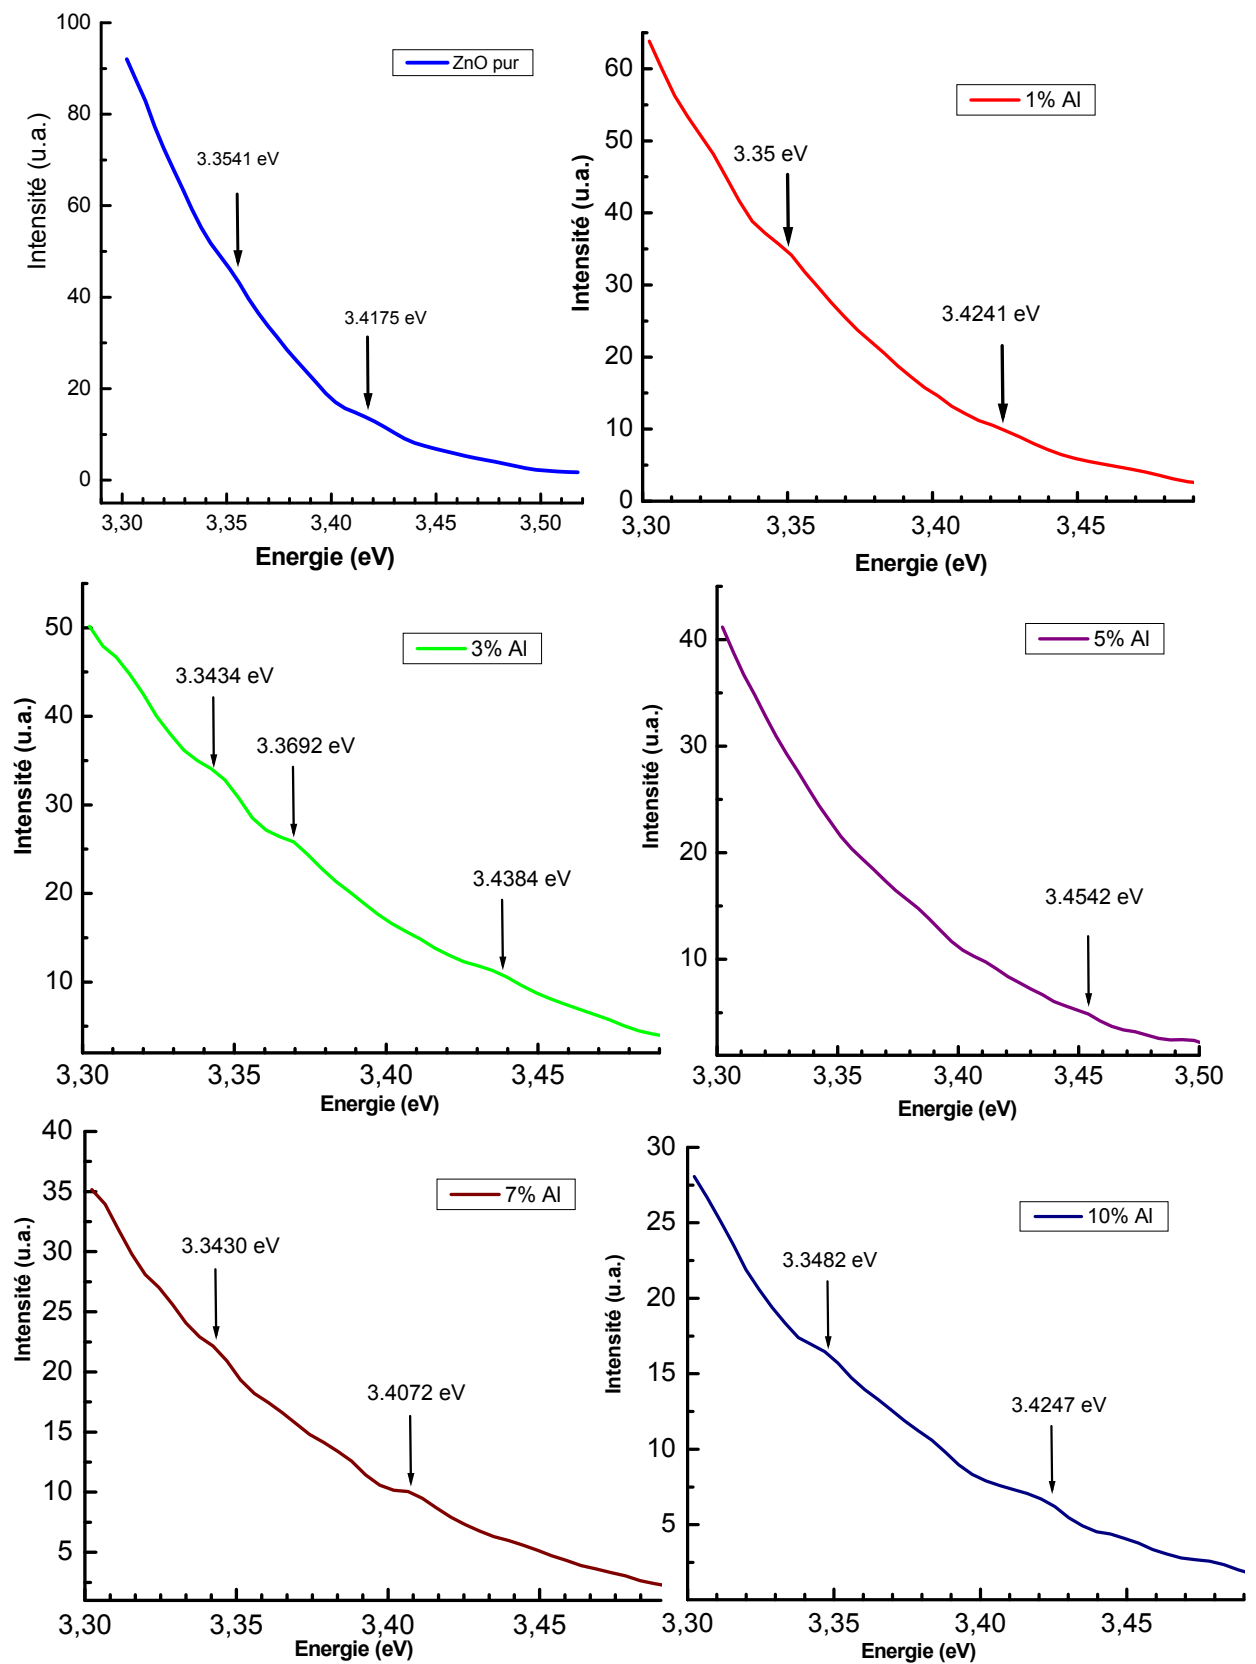 100
80
60
40
20
0
Intensité (u.a.)
ZnO pur
3.3541 eV
3.4175 eV
3,30 3,35 3,40 3,45 3,50
Energie (eV)
60
50
40
30
20
10
0
Intensité (u.a.)
1% Al
3.35 eV
3.4241 eV
3,30 3,35 3,40 3,45
Energie (eV)
50
40
30
20
10
Intensité (u.a.)
3% Al
3.3434 eV
3.3692 eV
3.4384 eV
3,30 3,35 3,40 3,45
Energie (eV)
40
30
20
10
Intensité (u.a.)
5% Al
3.4542 eV
3,30 3,35 3,40 3,45 3,50
Energie (eV)
40
35
30
25
20
15
10
5
Intensité (u.a.)
7% Al
3.3430 eV
3.4072 eV
3,30 3,35 3,40 3,45
Energie (eV)
30
25
20
15
10
5
Intensité (u.a.)
10% Al
3.3482 eV
3.4247 eV
3,30 3,35 3,40 3,45
Energie (eV)